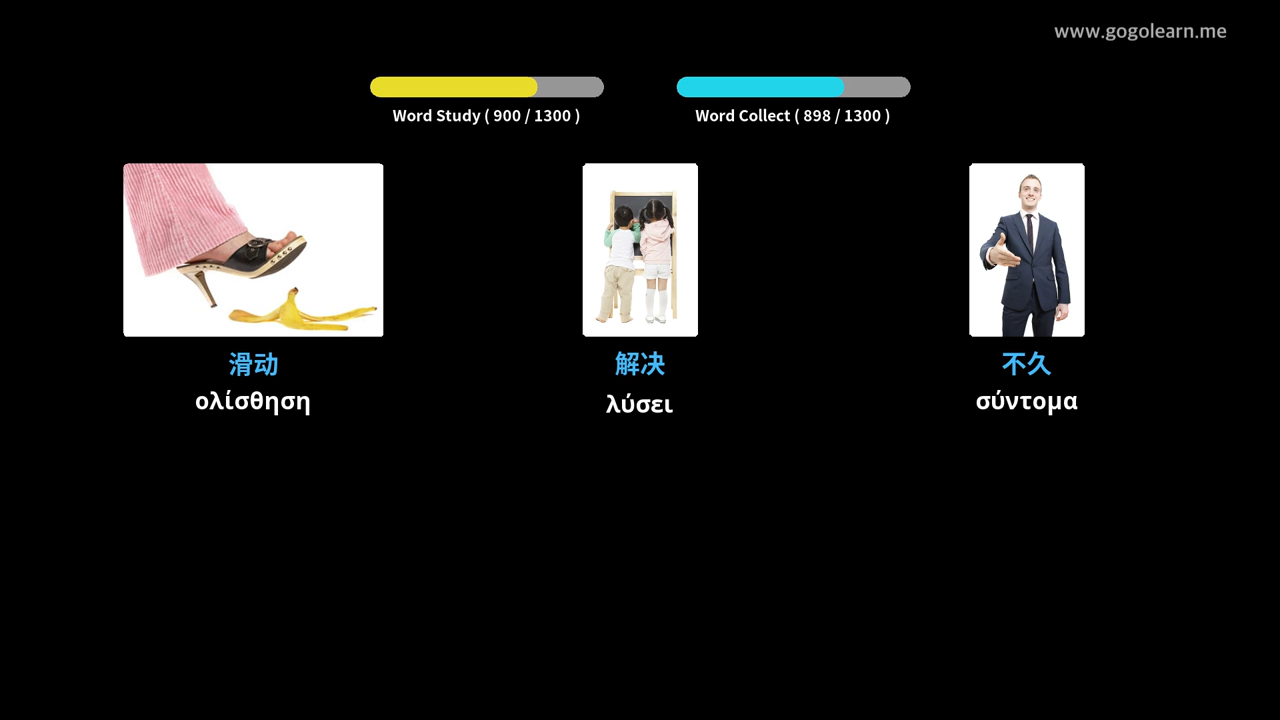 www.gogolearn.me
Word Study ( 900 / 1300 )
Word Collect ( 898 / 1300 )
滑动
ολίσθηση
解决
λύσει
不久
σύντομα